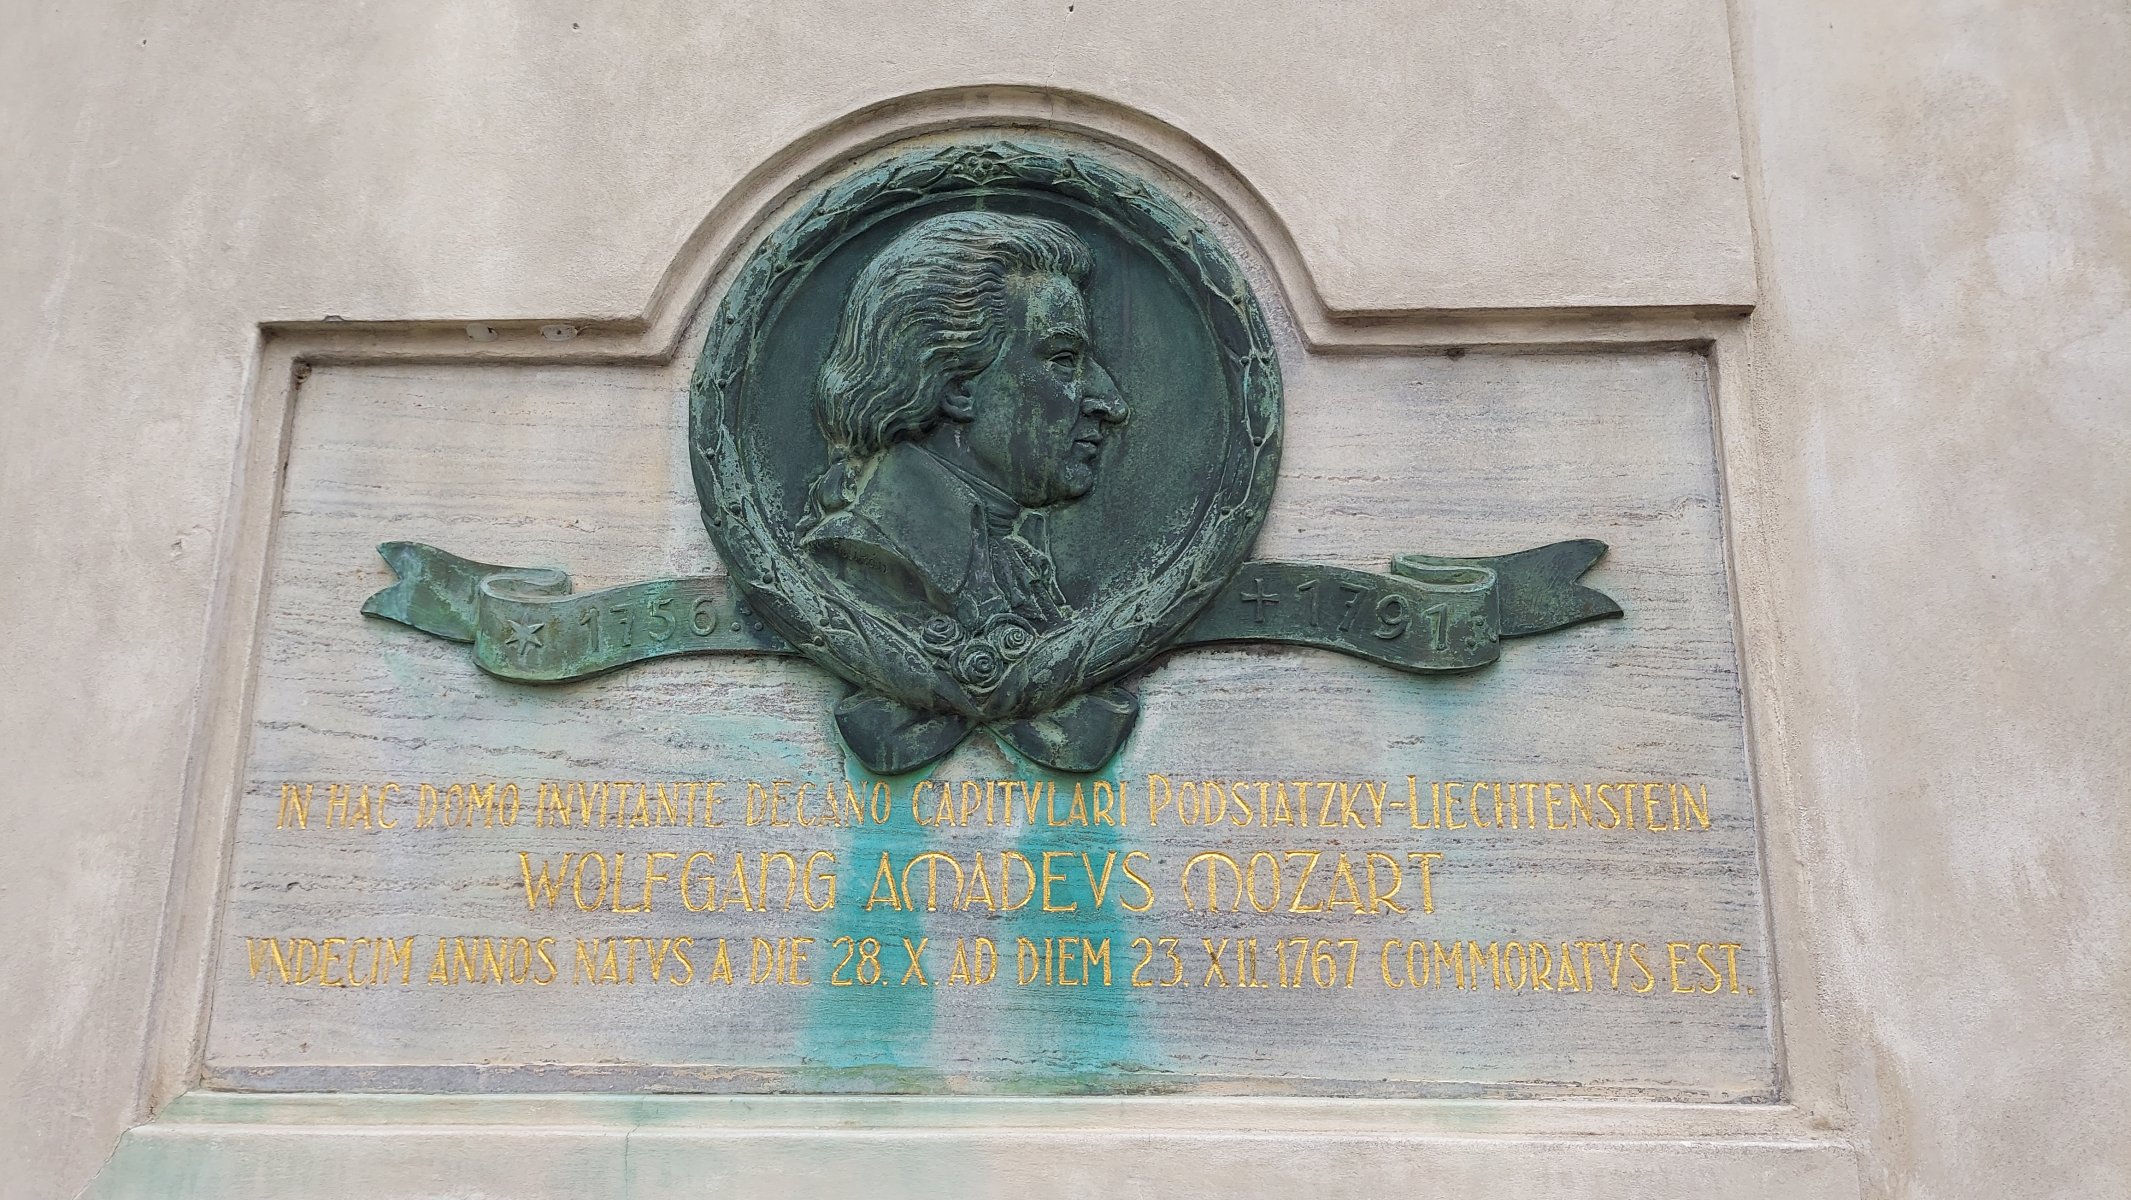 * 1756.
+ 1791.
IN HAC DOMO INVITANTE DECANO CAPITVLARI PODSTATZKY-LIECHTENSTEIN
WOLFGANG AMADEVS MOZART
VNDECIM ANNOS NATVS A DIE 28. X. AD DIEM 23. XII. 1767 COMMORATVS EST.